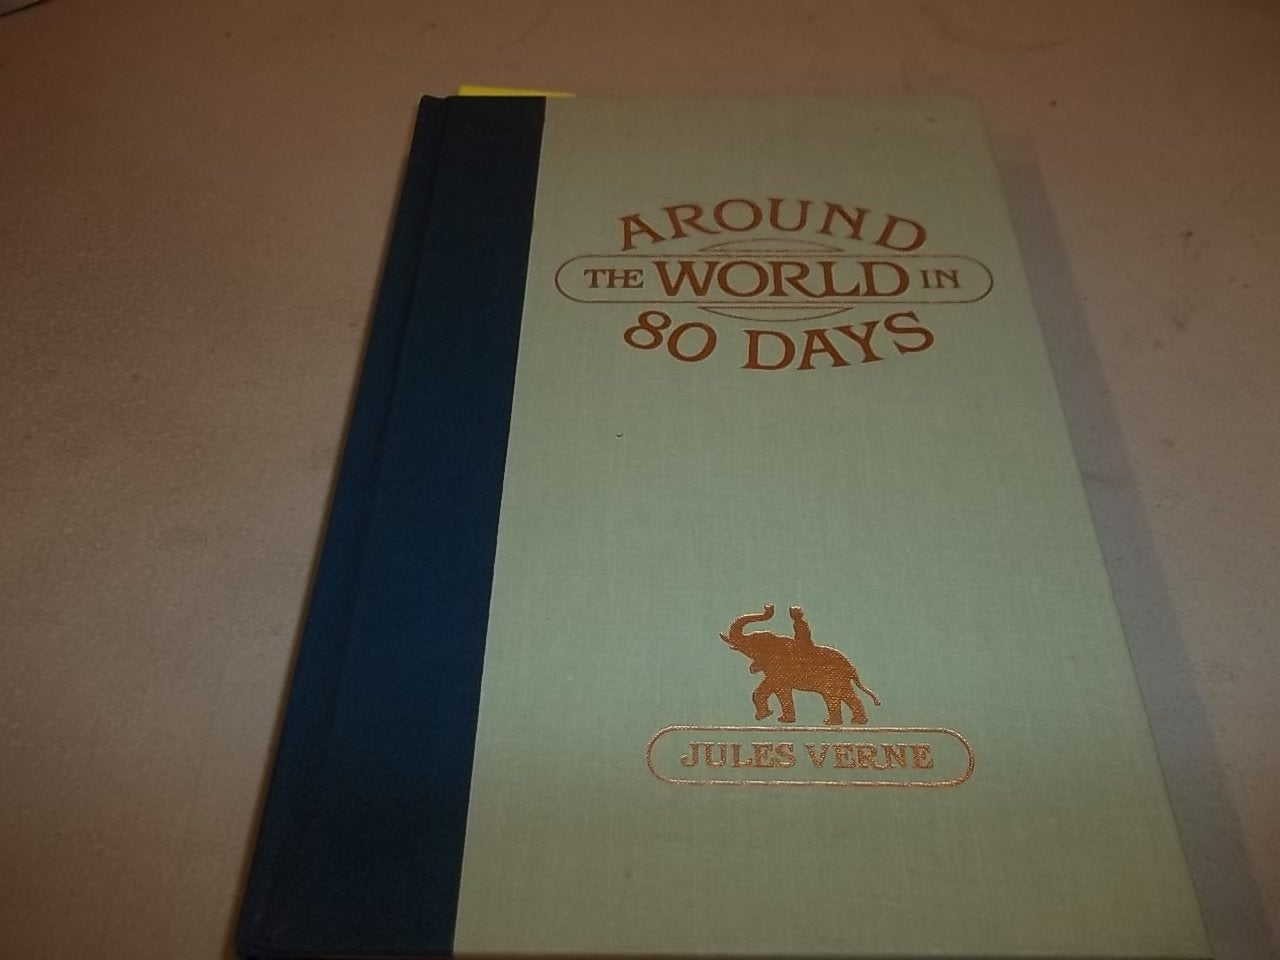 AROUND
THE WORLD IN
80 DAYS
JULES VERNE